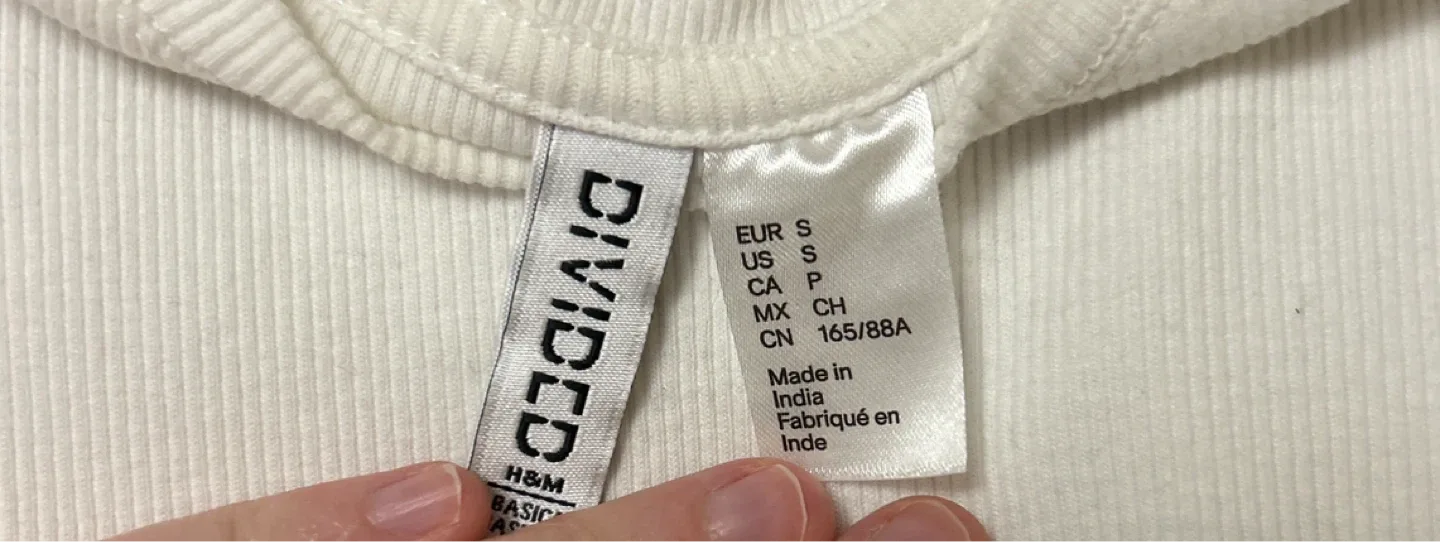 DIVIDED
H&M
EUR S
US S
CA P
MX CH
CN 165/88A
Made in
India
Fabriqué en
Inde